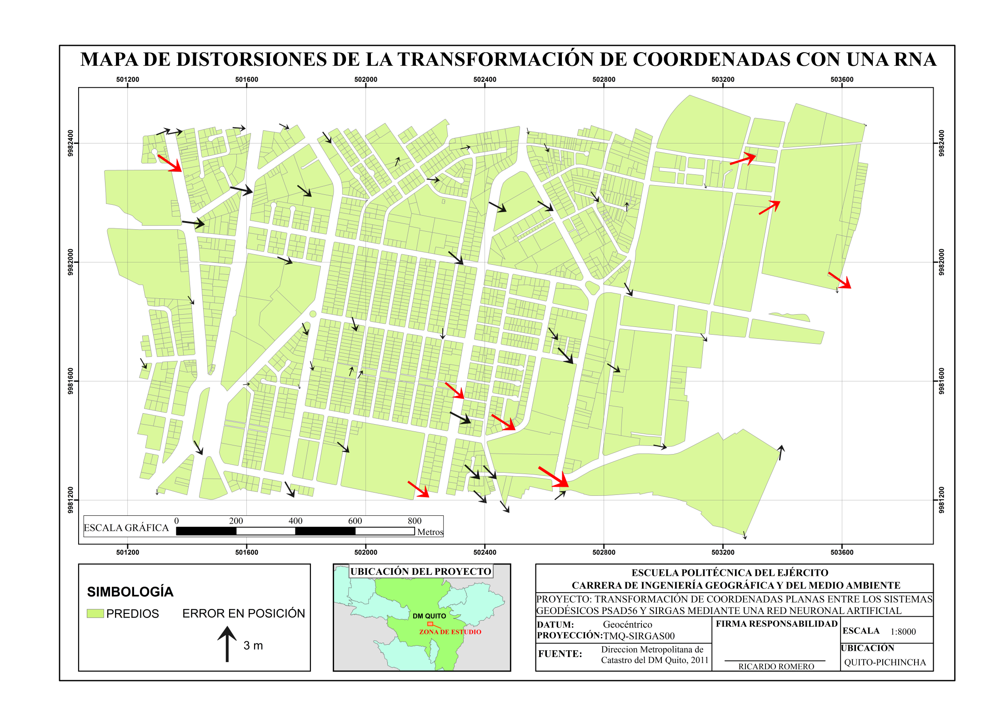 MAPA DE DISTORSIONES DE LA TRANSFORMACIÓN DE COORDENADAS CON UNA RNA
501200 501600 502000 502400 502800 503200 503600
9982400 9982400
9982000 9982000
9981600 9981600
9981200 9981200
ESCALA GRÁFICA 0 200 400 600 800 Metros
501200 501600 502000 502400 502800 503200 503600
SIMBOLOGÍA
PREDIOS ERROR EN POSICIÓN
3 m
UBICACIÓN DEL PROYECTO
DM QUITO
ZONA DE ESTUDIO
ESCUELA POLITÉCNICA DEL EJÉRCITO
CARRERA DE INGENIERÍA GEOGRÁFICA Y DEL MEDIO AMBIENTE
PROYECTO: TRANSFORMACIÓN DE COORDENADAS PLANAS ENTRE LOS SISTEMAS
GEODÉSICOS PSAD56 Y SIRGAS MEDIANTE UNA RED NEURONAL ARTIFICIAL
DATUM: Geocéntrico
PROYECCIÓN: TMQ-SIRGAS00
FUENTE: Direccion Metropolitana de
Catastro del DM Quito, 2011
FIRMA RESPONSABILIDAD
RICARDO ROMERO
ESCALA 1:8000
UBICACIÓN
QUITO-PICHINCHA